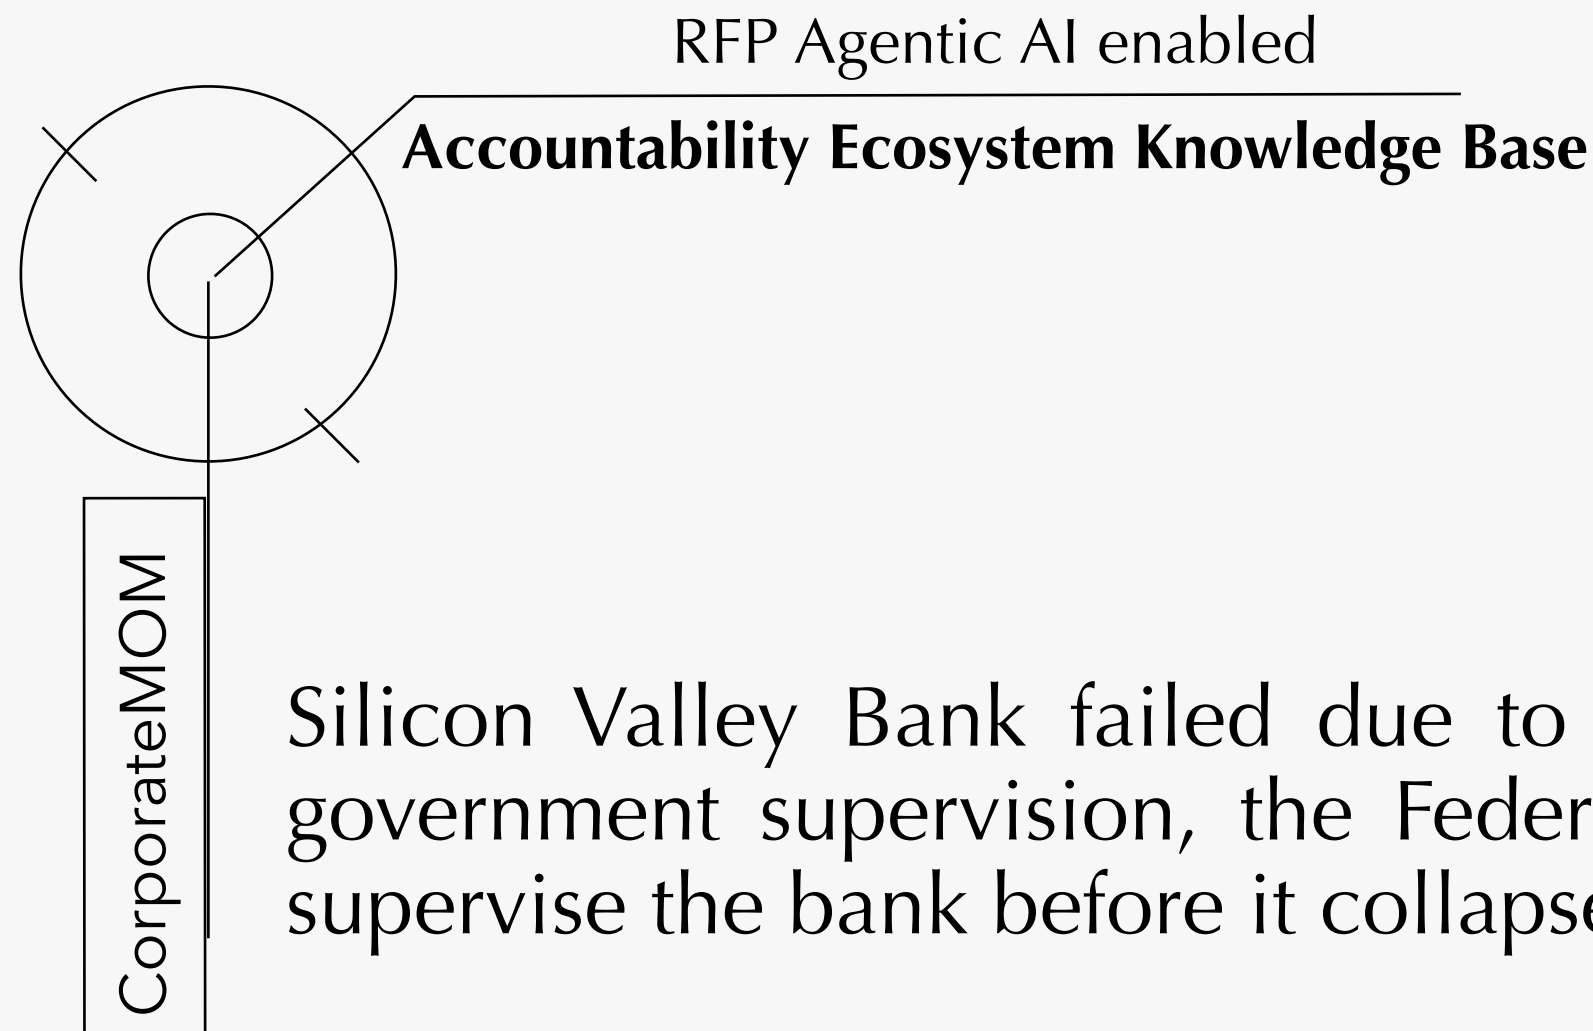 RFP Agentic AI enabled
Accountability Ecosystem Knowledge Base
CorporateMOM
Silicon Valley Bank failed due to
government supervision, the Feder
supervise the bank before it collapse